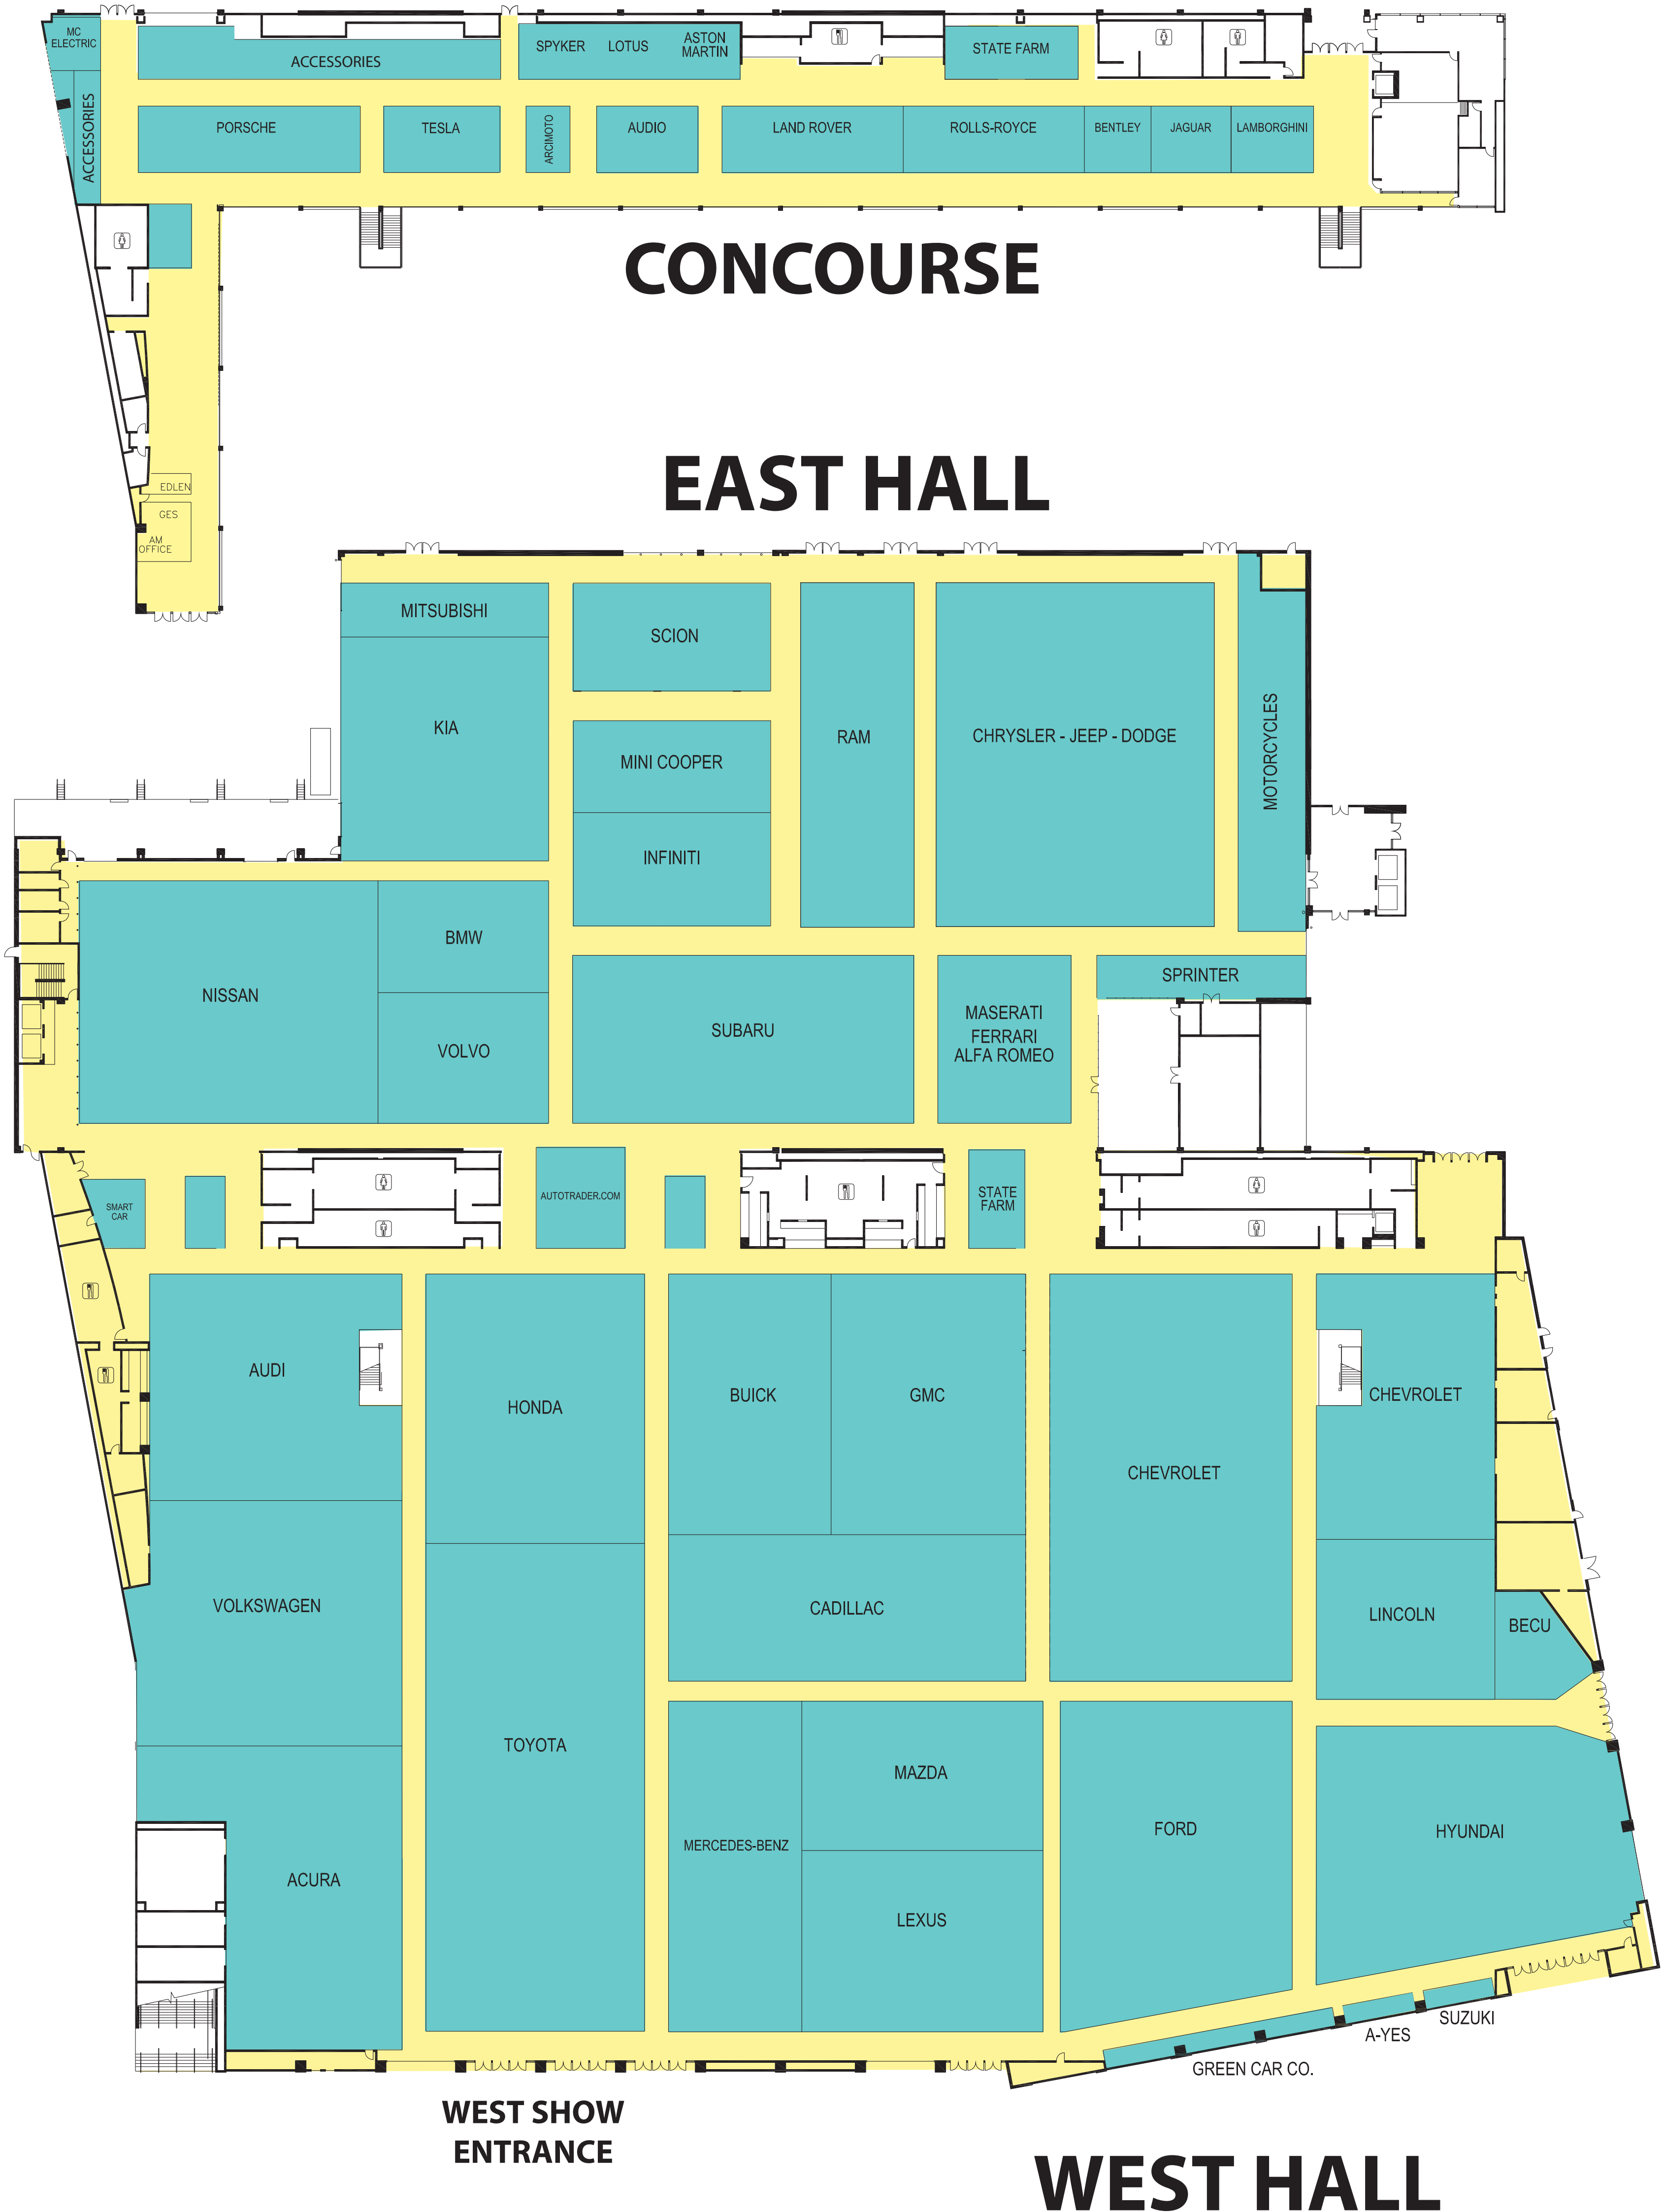 MC
ELECTRIC
ACCESSORIES
SPYKER
LOTUS
ASTON
MARTIN
STATE FARM
ACCESSORIES
PORSCHE
TESLA
ARCIMOTO
AUDIO
LAND ROVER
ROLLS-ROYCE
BENTLEY
JAGUAR
LAMBORGHINI
CONCOURSE
EDLEN
GES
AM
OFFICE
EAST HALL
MITSUBISHI
KIA
SCION
MINI COOPER
INFINITI
RAM
CHRYSLER - JEEP - DODGE
MOTORCYCLES
NISSAN
BMW
VOLVO
SUBARU
MASERATI
FERRARI
ALFA ROMEO
SPRINTER
SMART
CAR
AUTOTRADER.COM
STATE
FARM
AUDI
HONDA
BUICK
GMC
CHEVROLET
CHEVROLET
VOLKSWAGEN
CADILLAC
LINCOLN
BECU
TOYOTA
ACURA
MERCEDES-BENZ
MAZDA
LEXUS
FORD
HYUNDAI
SUZUKI
A-YES
GREEN CAR CO.
WEST SHOW
ENTRANCE
WEST HALL